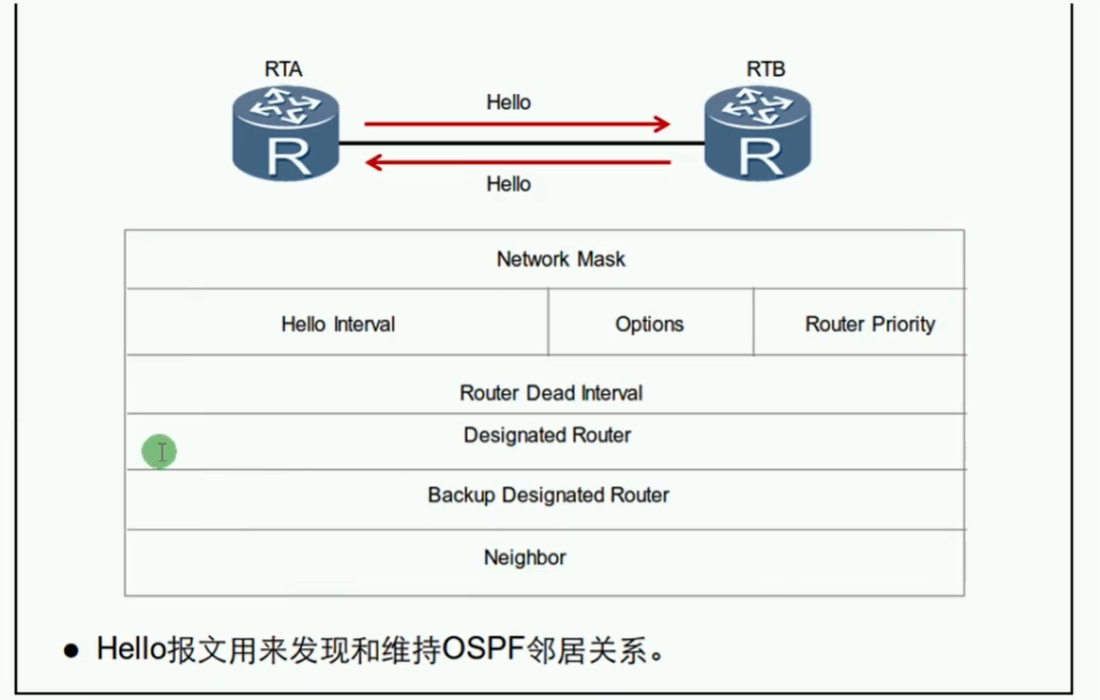 RTA
RTB
Hello
R
R
Hello
Network Mask
Hello Interval
Options
Router Priority
Router Dead Interval
Designated Router
Backup Designated Router
Neighbor
● Hello报文用来发现和维持OSPF邻居关系。